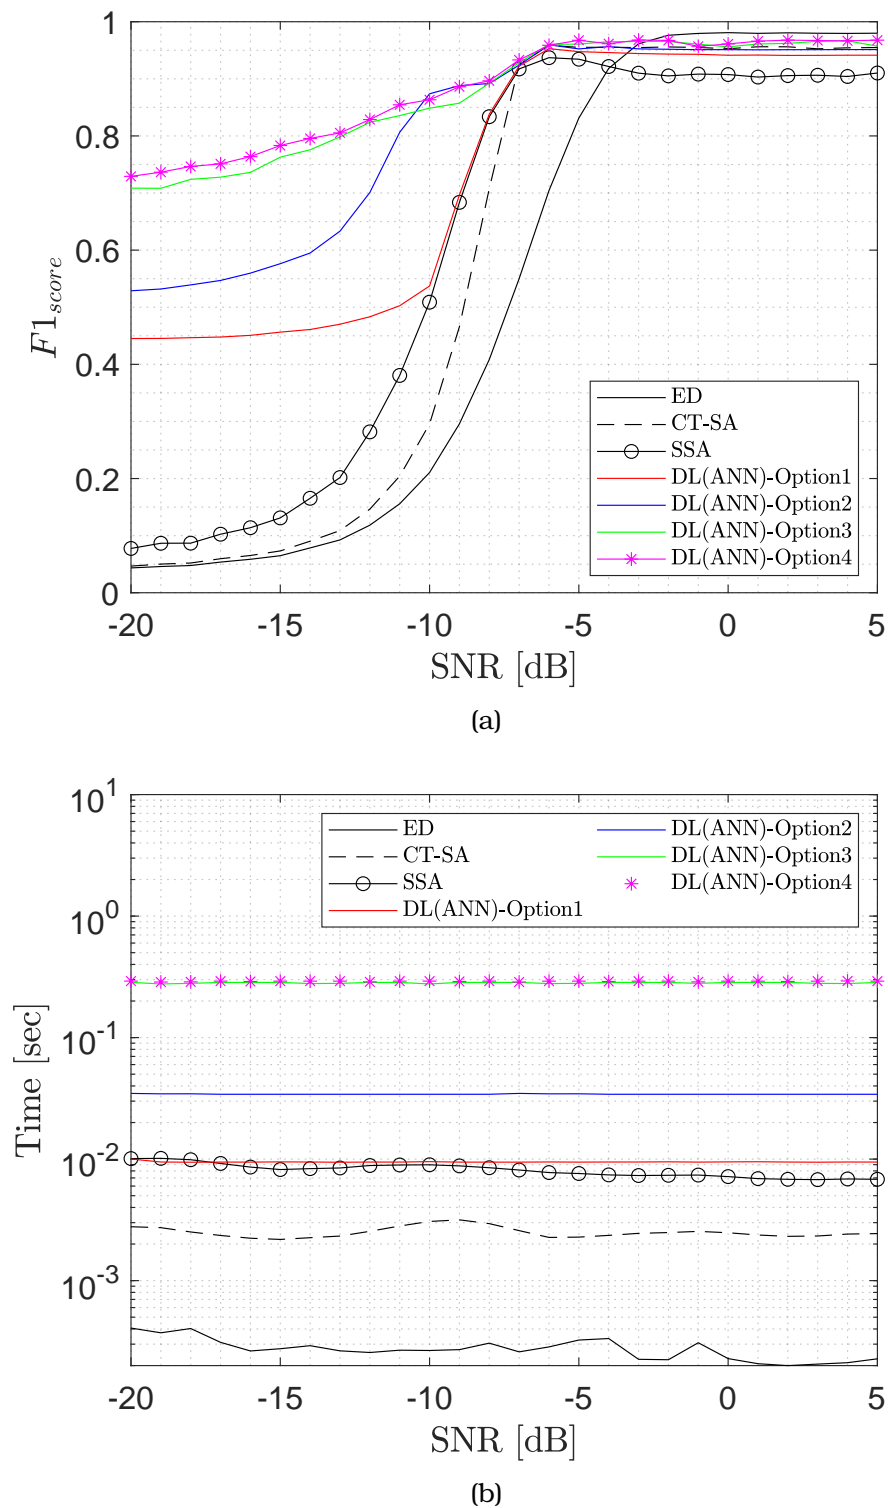 1
0.8
0.6
0.4
0.2
0
F1score
-20 -15 -10 -5 0 5
SNR [dB]
ED
CT-SA
SSA
DL(ANN)-Option1
DL(ANN)-Option2
DL(ANN)-Option3
DL(ANN)-Option4
(a)
10^1
10^0
10^-1
10^-2
10^-3
Time [sec]
ED
CT-SA
SSA
DL(ANN)-Option1
DL(ANN)-Option2
DL(ANN)-Option3
DL(ANN)-Option4
-20 -15 -10 -5 0 5
SNR [dB]
(b)